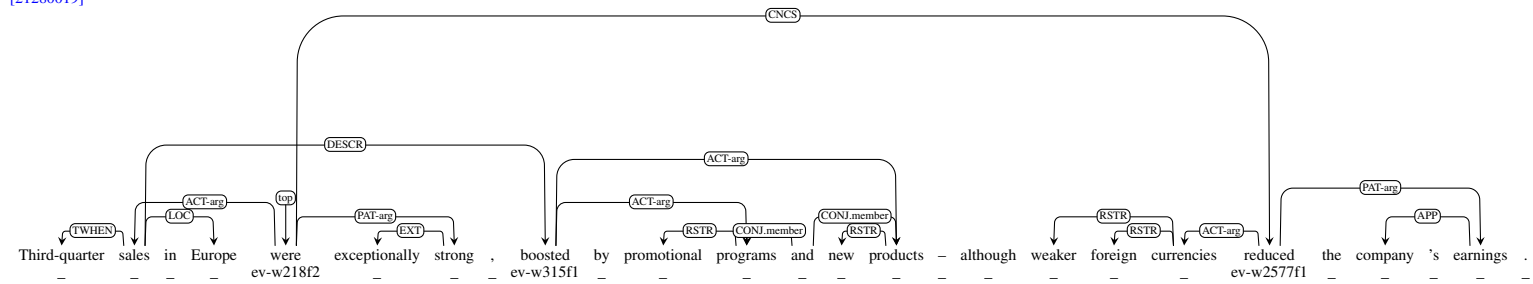 CNCS
DESCR
ACT-arg
ACT-arg top ACT-arg PAT-arg
LOC PAT-arg CONJ.member RSTR APP
TWHEN EXT RSTR CONJ.member RSTR RSTR ACT-arg
Third-quarter sales in Europe were exceptionally strong , boosted by promotional programs and new products – although weaker foreign currencies reduced the company 's earnings .
_ _ _ _ ev-w218f2 _ _ _ ev-w315f1 _ _ _ _ _ _ _ _ _ _ _ ev-w2577f1 _ _ _ _ _